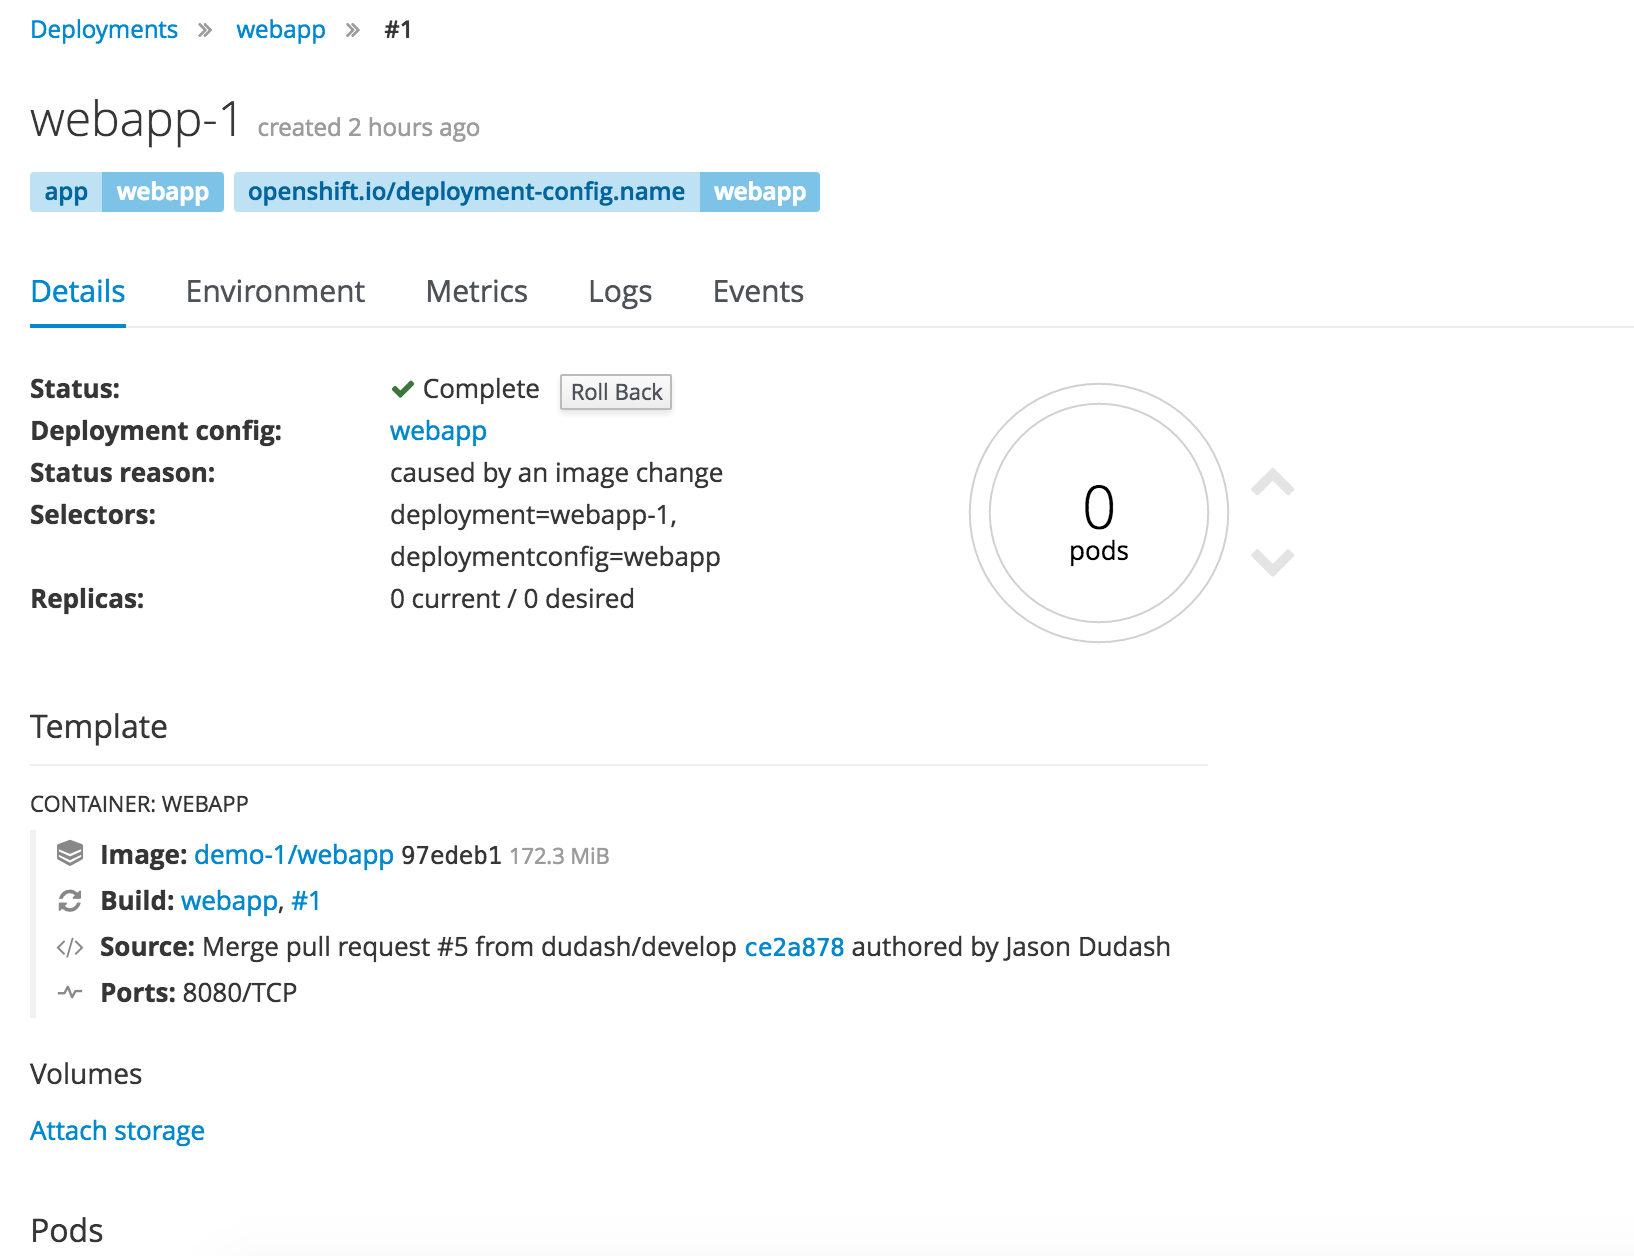 Deployments » webapp » #1
webapp-1 created 2 hours ago
app webapp openshift.io/deployment-config.name webapp
Details Environment Metrics Logs Events
Status: Complete Roll Back
Deployment config: webapp
Status reason: caused by an image change
Selectors: deployment=webapp-1,
deploymentconfig=webapp
Replicas: 0 current / 0 desired
0
pods
Template
CONTAINER: WEBAPP
Image: demo-1/webapp 97edeb1 172.3 MiB
Build: webapp, #1
Source: Merge pull request #5 from dudash/develop ce2a878 authored by Jason Dudash
Ports: 8080/TCP
Volumes
Attach storage
Pods